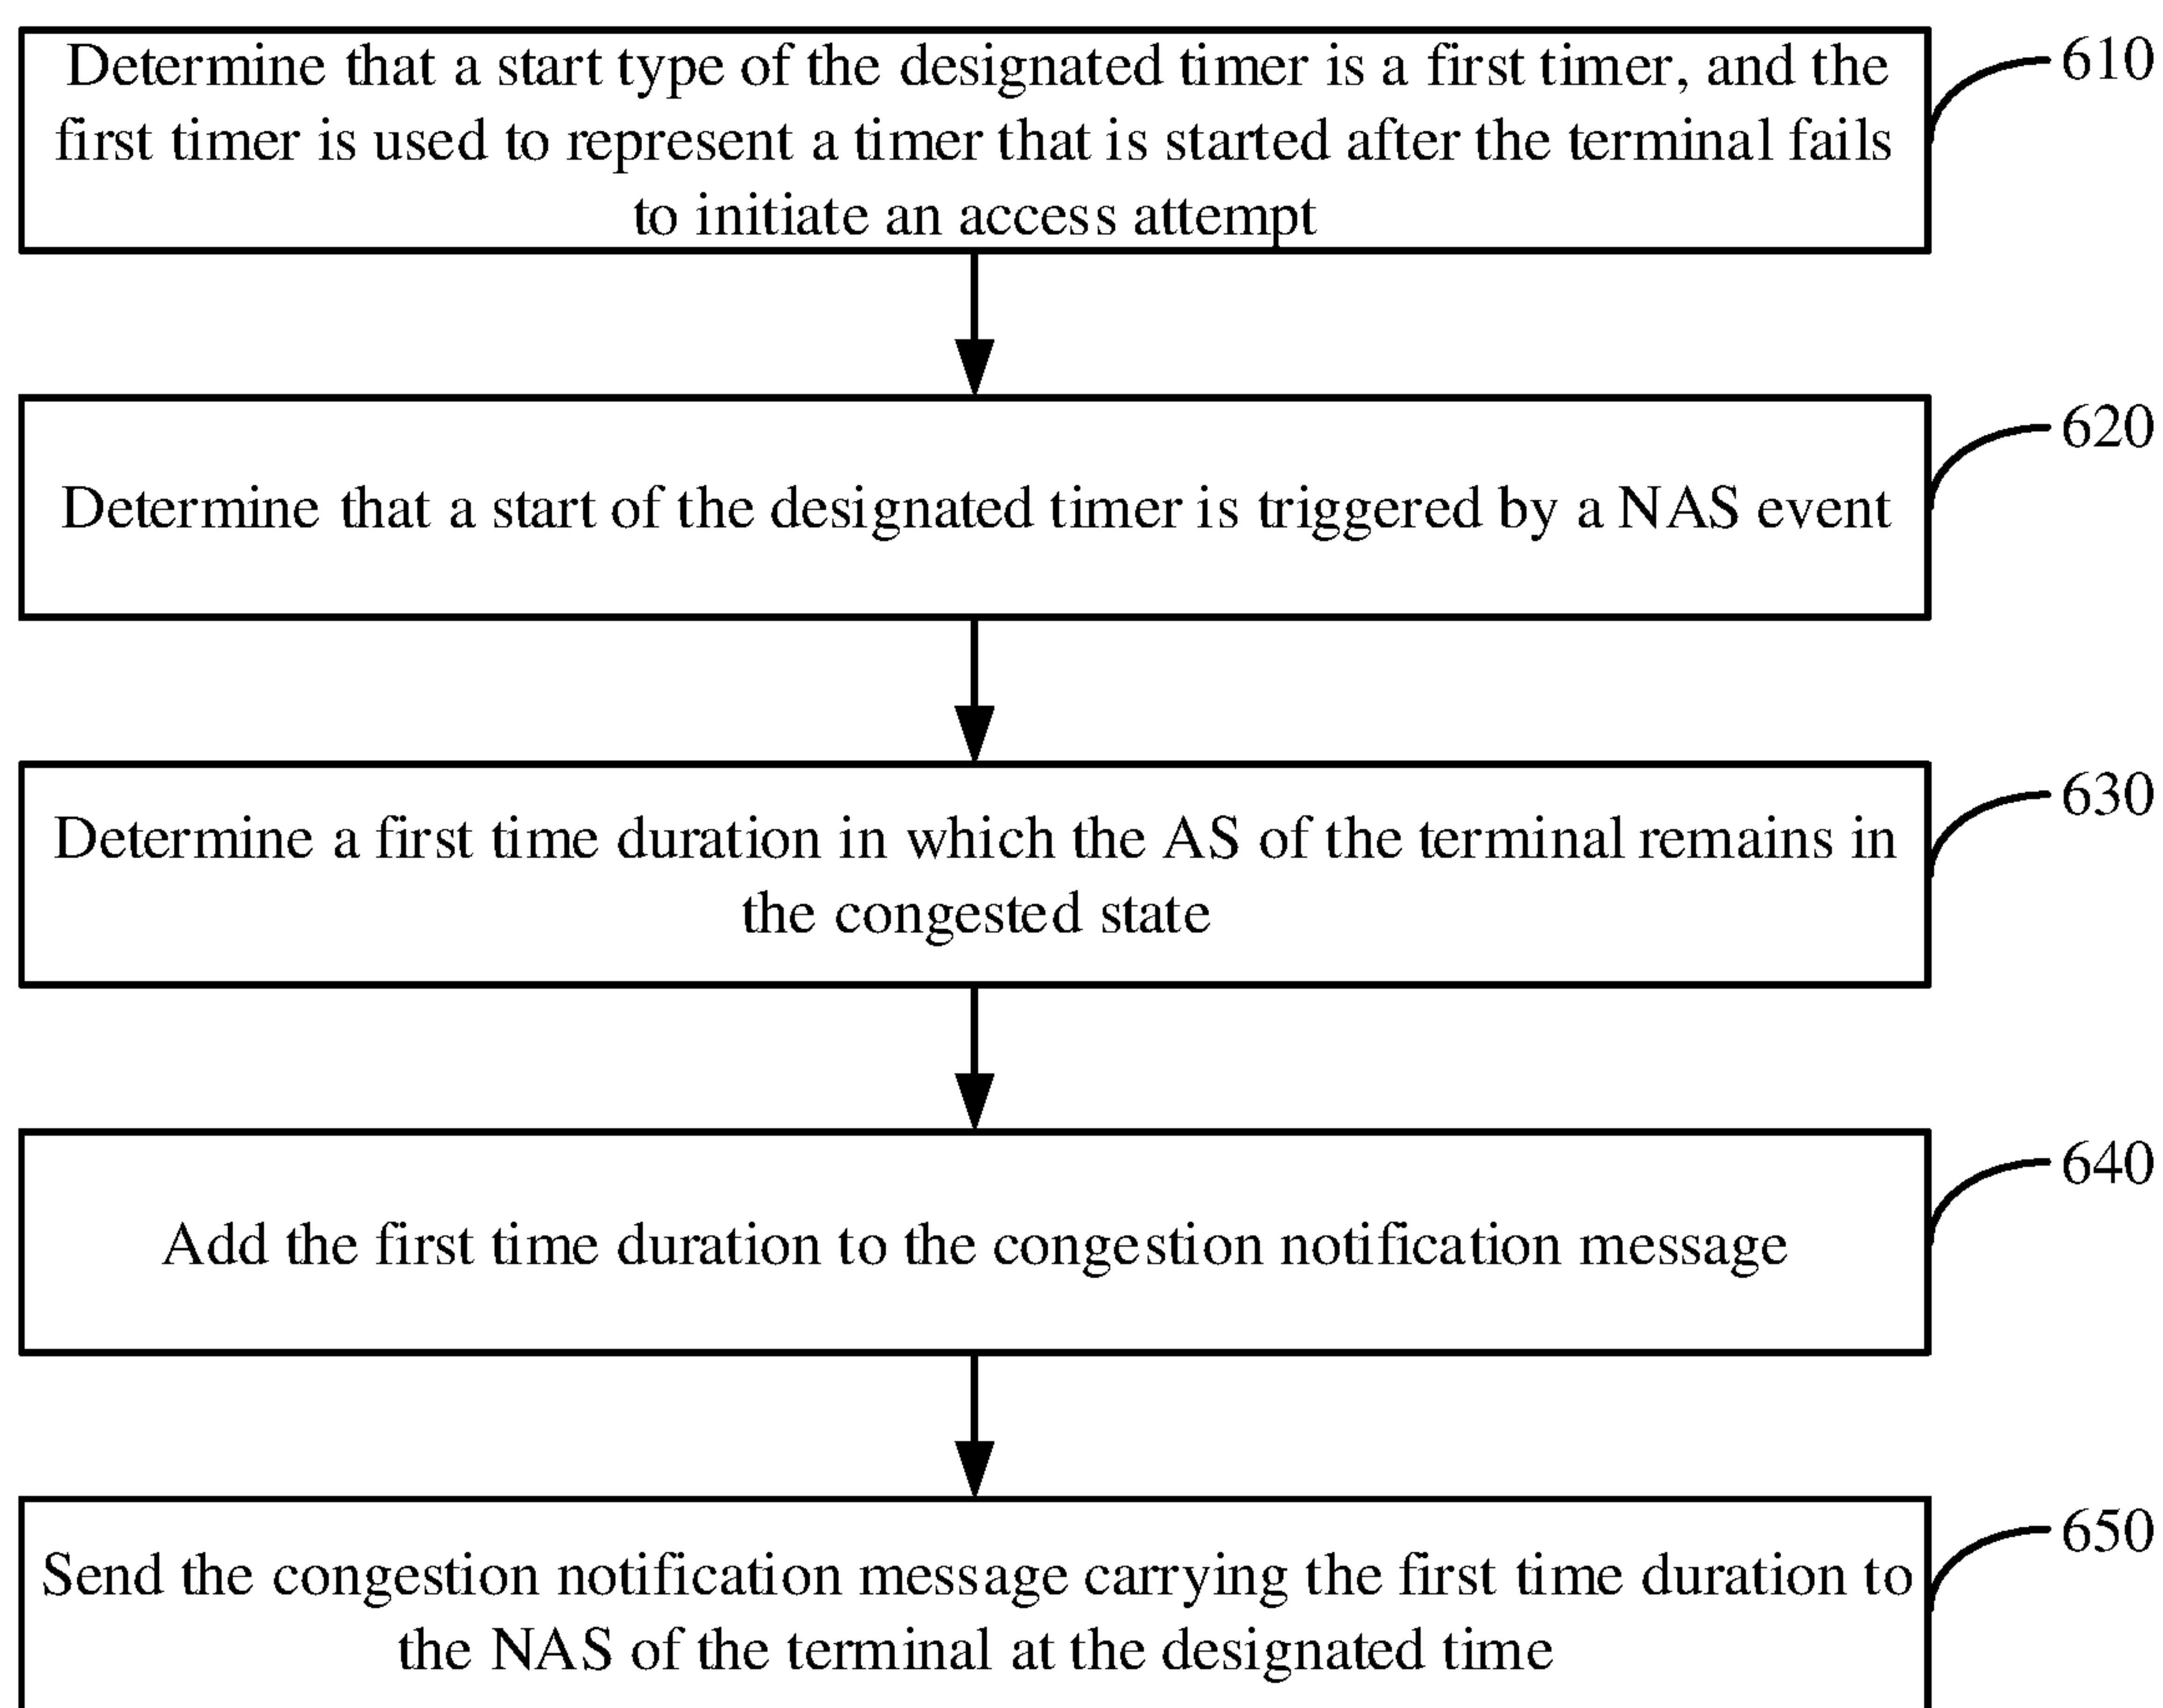 Determine that a start type of the designated timer is a first timer, and the
first timer is used to represent a timer that is started after the terminal fails
to initiate an access attempt
610
Determine that a start of the designated timer is triggered by a NAS event
620
Determine a first time duration in which the AS of the terminal remains in
the congested state
630
Add the first time duration to the congestion notification message
640
Send the congestion notification message carrying the first time duration to
the NAS of the terminal at the designated time
650